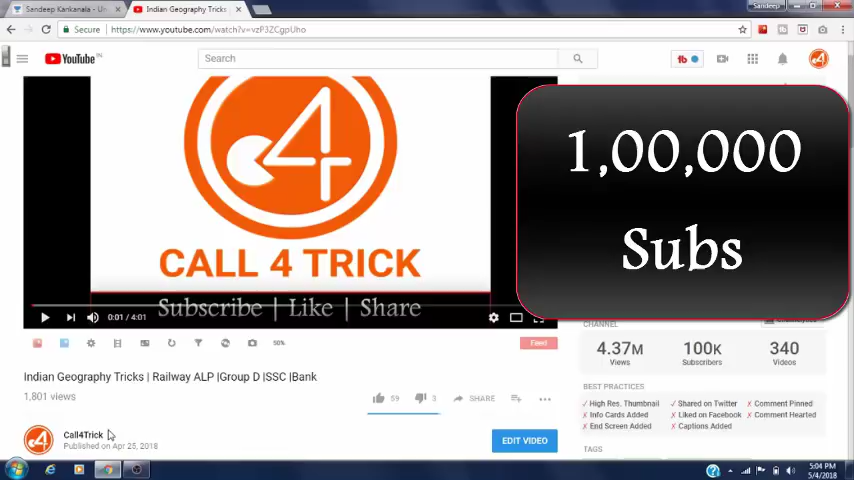 Sandeep Kankanala - Un
Indian Geography Tricks
Sandeep
Secure
https://www.youtube.com/watch?v=vzP3ZCgpUho
YouTube
Search
CALL 4 TRICK
Subscribe | Like | Share
0:01 / 4:01
1,00,000
Subs
50%
Indian Geography Tricks | Railway ALP |Group D |SSC |Bank
1,801 views
59
3
SHARE
Call4Trick
Published on Apr 25, 2018
EDIT VIDEO
CHANNEL
4.37M
Views
100K
Subscribers
340
Videos
BEST PRACTICES
✓ High Res. Thumbnail
✓ Shared on Twitter
✗ Comment Pinned
✗ Info Cards Added
✗ Liked on Facebook
✗ Comment Hearted
✗ End Screen Added
✗ Captions Added
TAGS
5:04 PM
5/4/2018